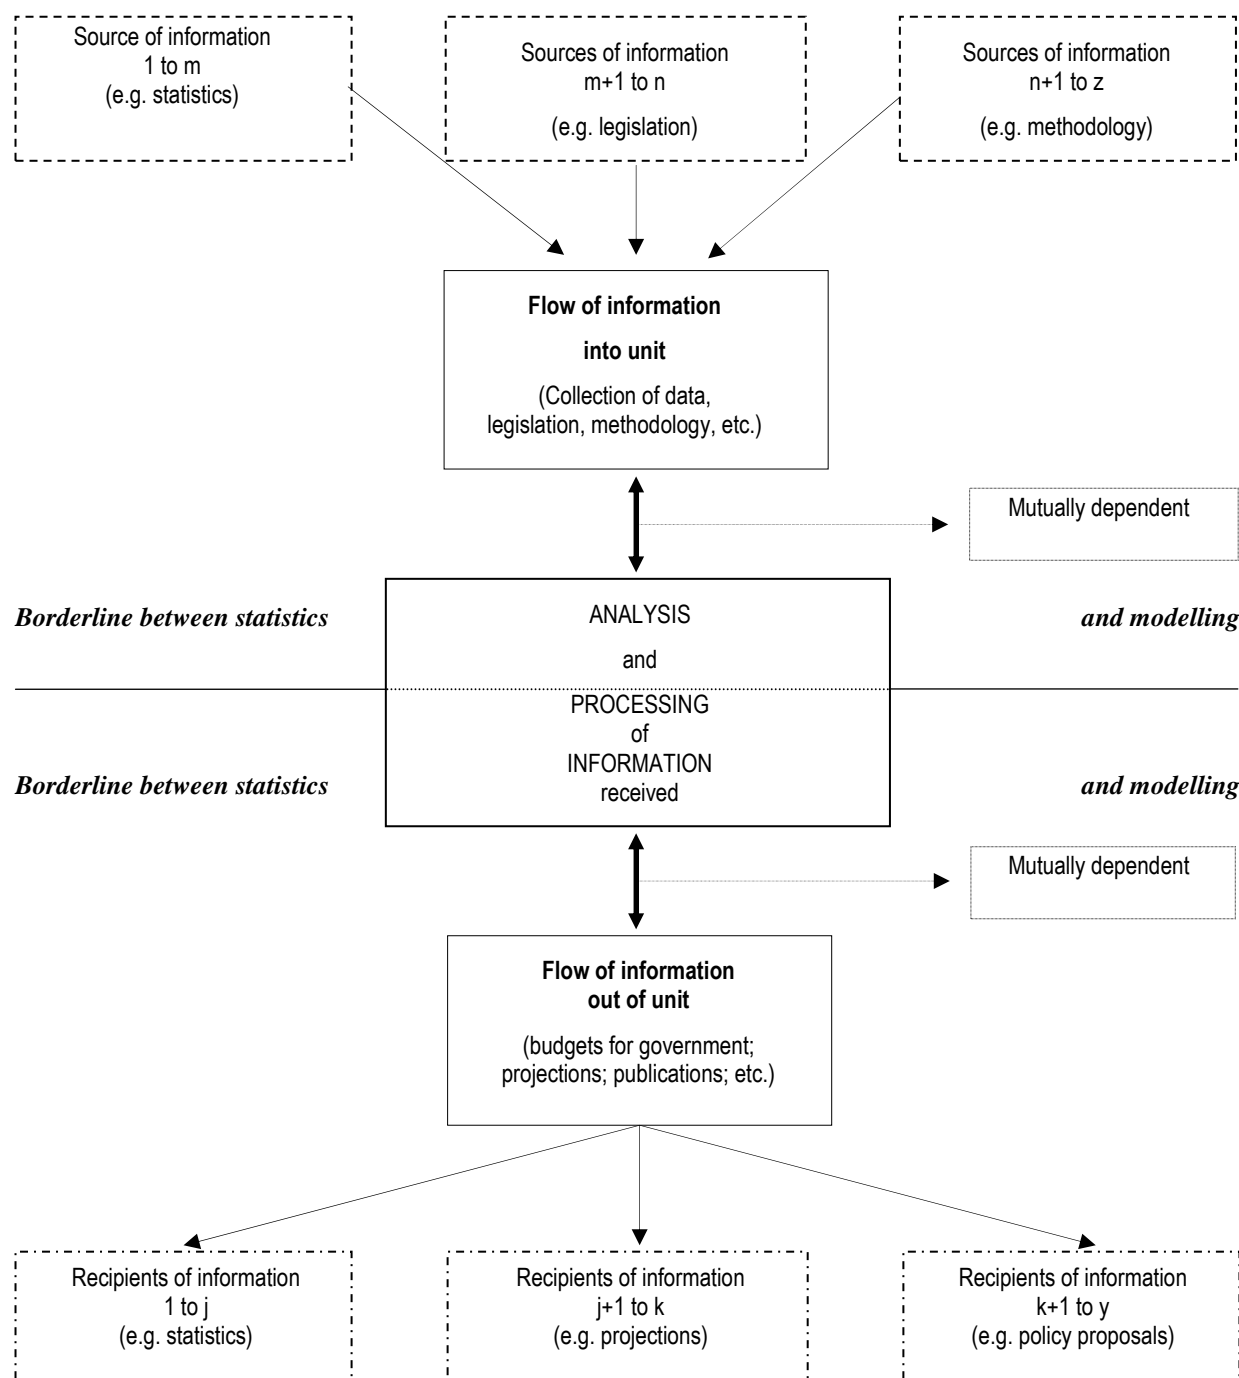 Source of information
1 to m
(e.g. statistics)
Sources of information
m+1 to n
(e.g. legislation)
Sources of information
n+1 to z
(e.g. methodology)
Flow of information
into unit
(Collection of data,
legislation, methodology, etc.)
Mutually dependent
Borderline between statistics
ANALYSIS
and modelling
and
PROCESSING
of
INFORMATION
Borderline between statistics
and modelling
received
Mutually dependent
Flow of information
out of unit
(budgets for government;
projections; publications; etc.)
Recipients of information
1 to j
(e.g. statistics)
Recipients of information
j+1 to k
(e.g. projections)
Recipients of information
k+1 to y
(e.g. policy proposals)